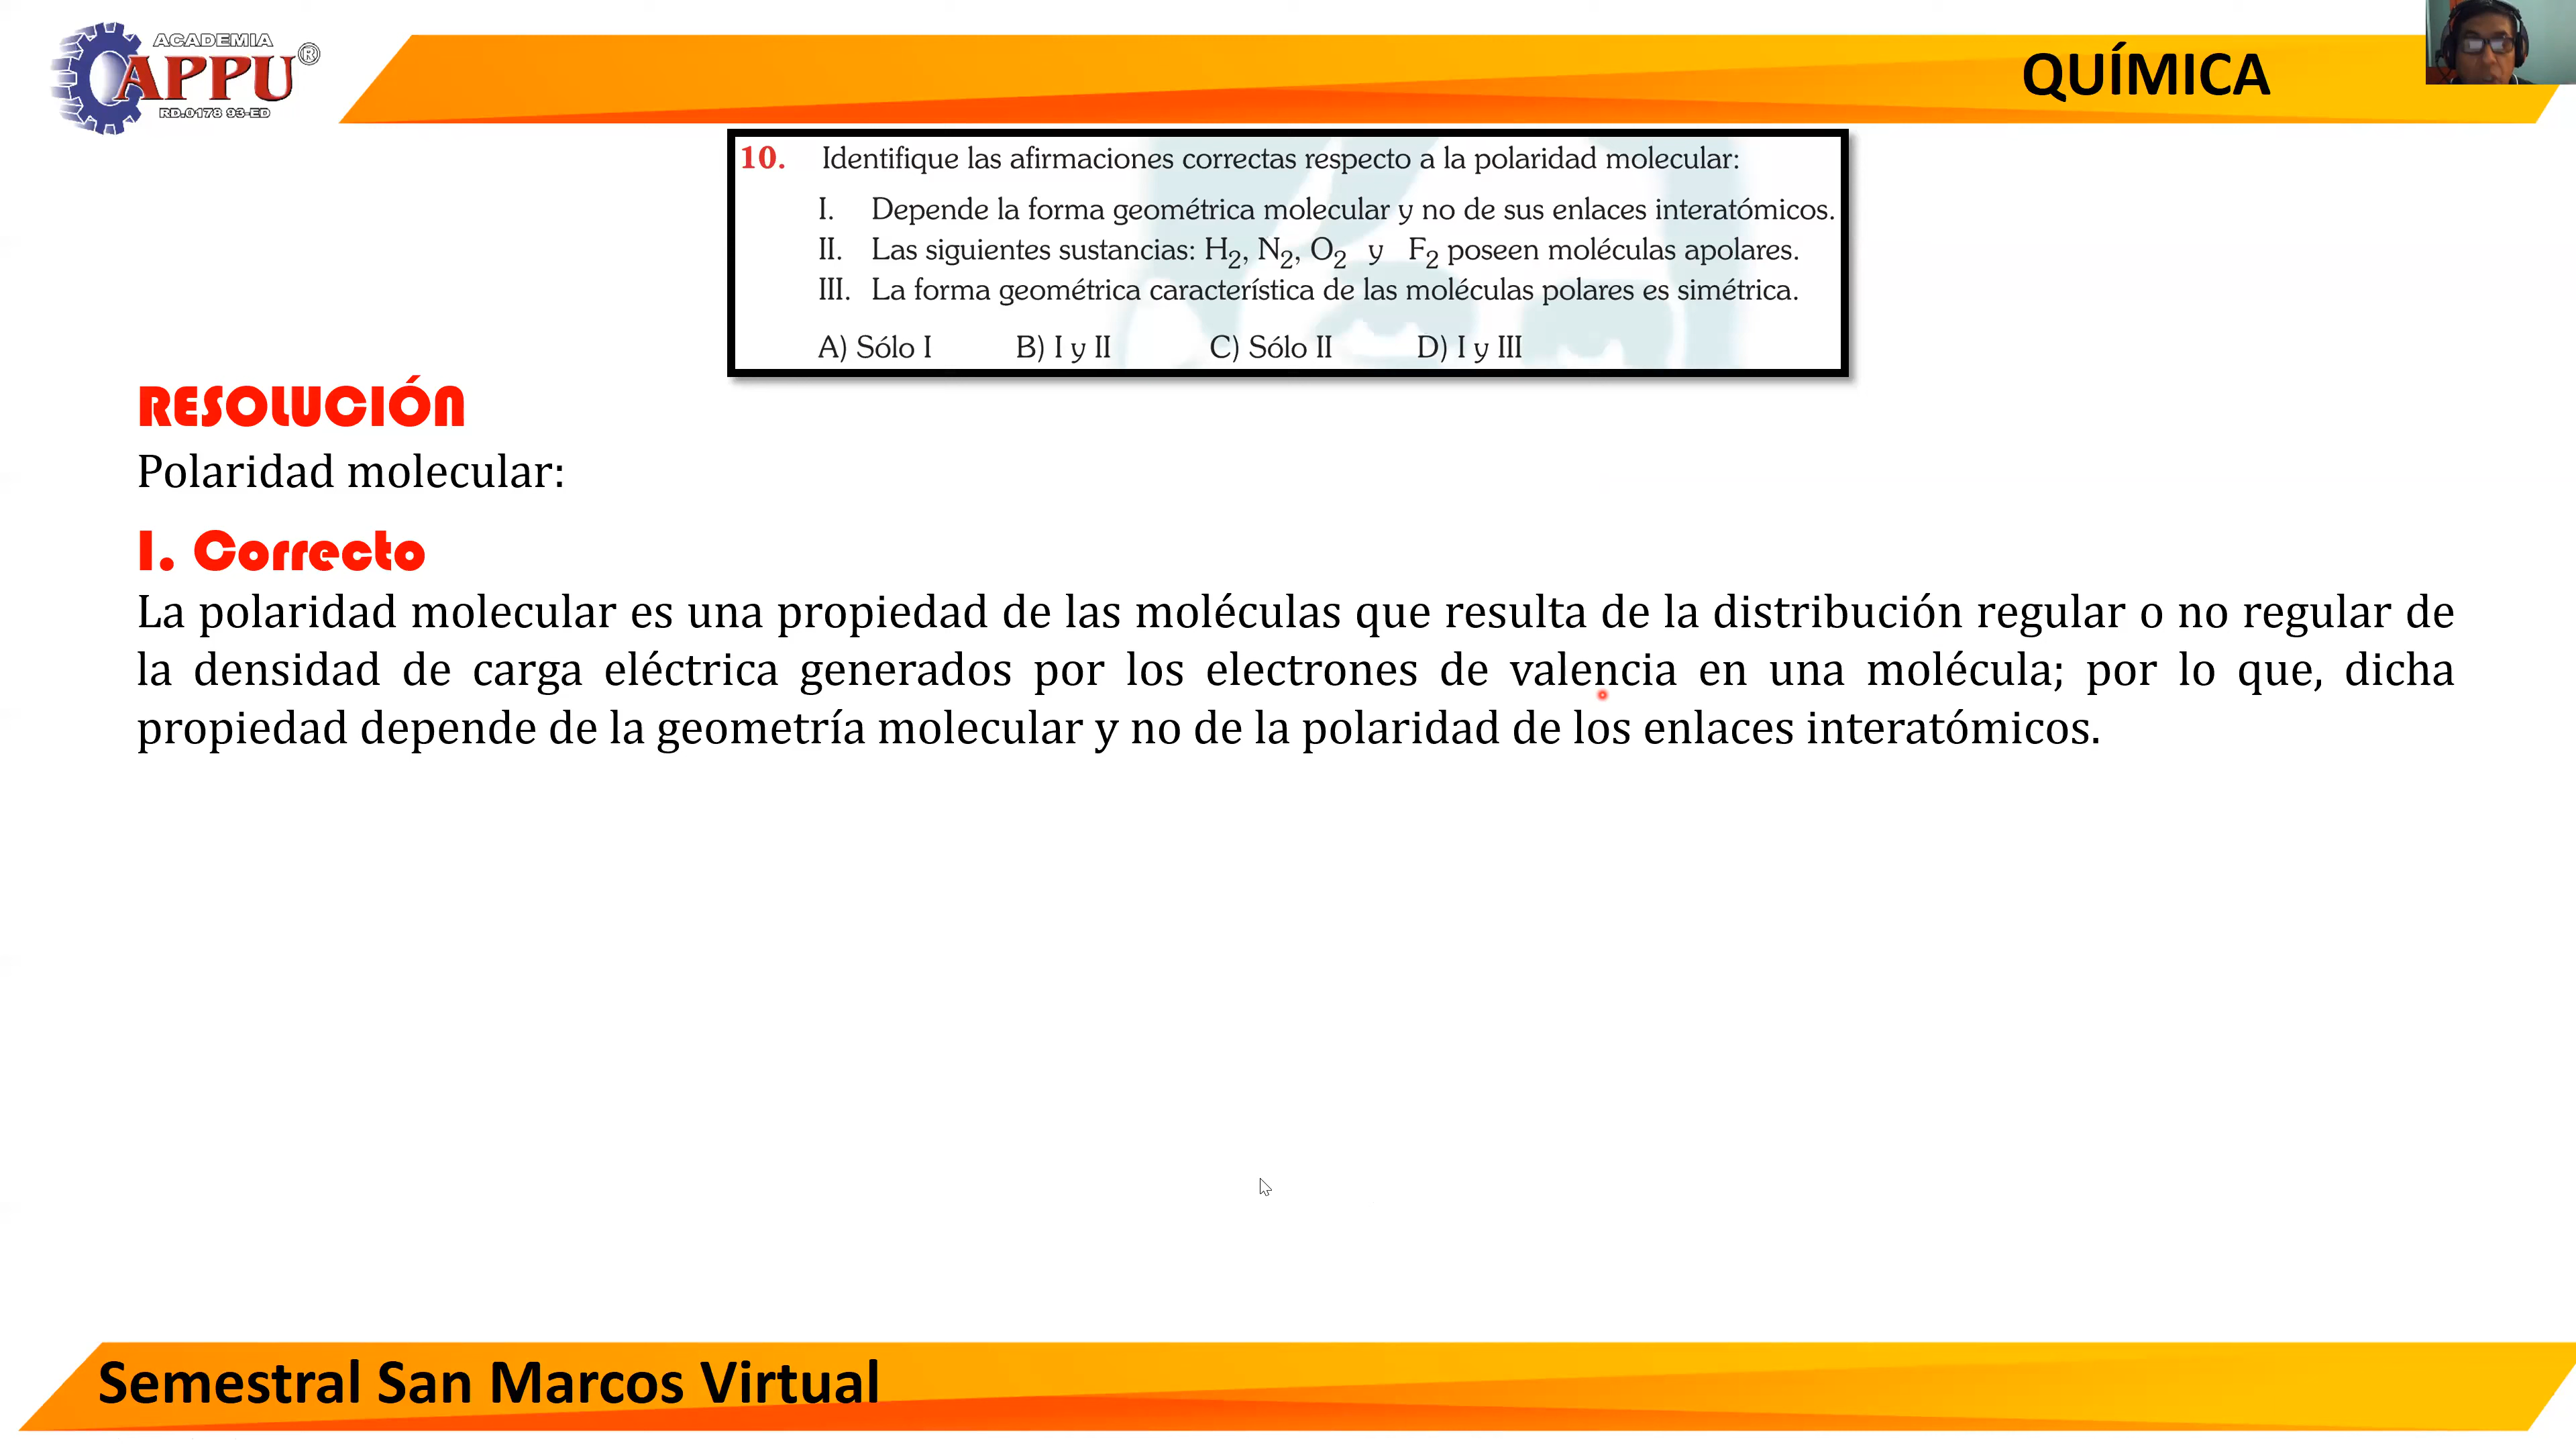 ACADEMIA
APPU®
RD.0178 93-ED
QUÍMICA
10. Identifique las afirmaciones correctas respecto a la polaridad molecular:
I. Depende la forma geométrica molecular y no de sus enlaces interatómicos.
II. Las siguientes sustancias: H₂, N₂, O₂ y F₂ poseen moléculas apolares.
III. La forma geométrica característica de las moléculas polares es simétrica.
A) Sólo I B) I y II C) Sólo II D) I y III
RESOLUCIÓN
Polaridad molecular:
I. Correcto
La polaridad molecular es una propiedad de las moléculas que resulta de la distribución regular o no regular de
la densidad de carga eléctrica generados por los electrones de valencia en una molécula; por lo que, dicha
propiedad depende de la geometría molecular y no de la polaridad de los enlaces interatómicos.
Semestral San Marcos Virtual